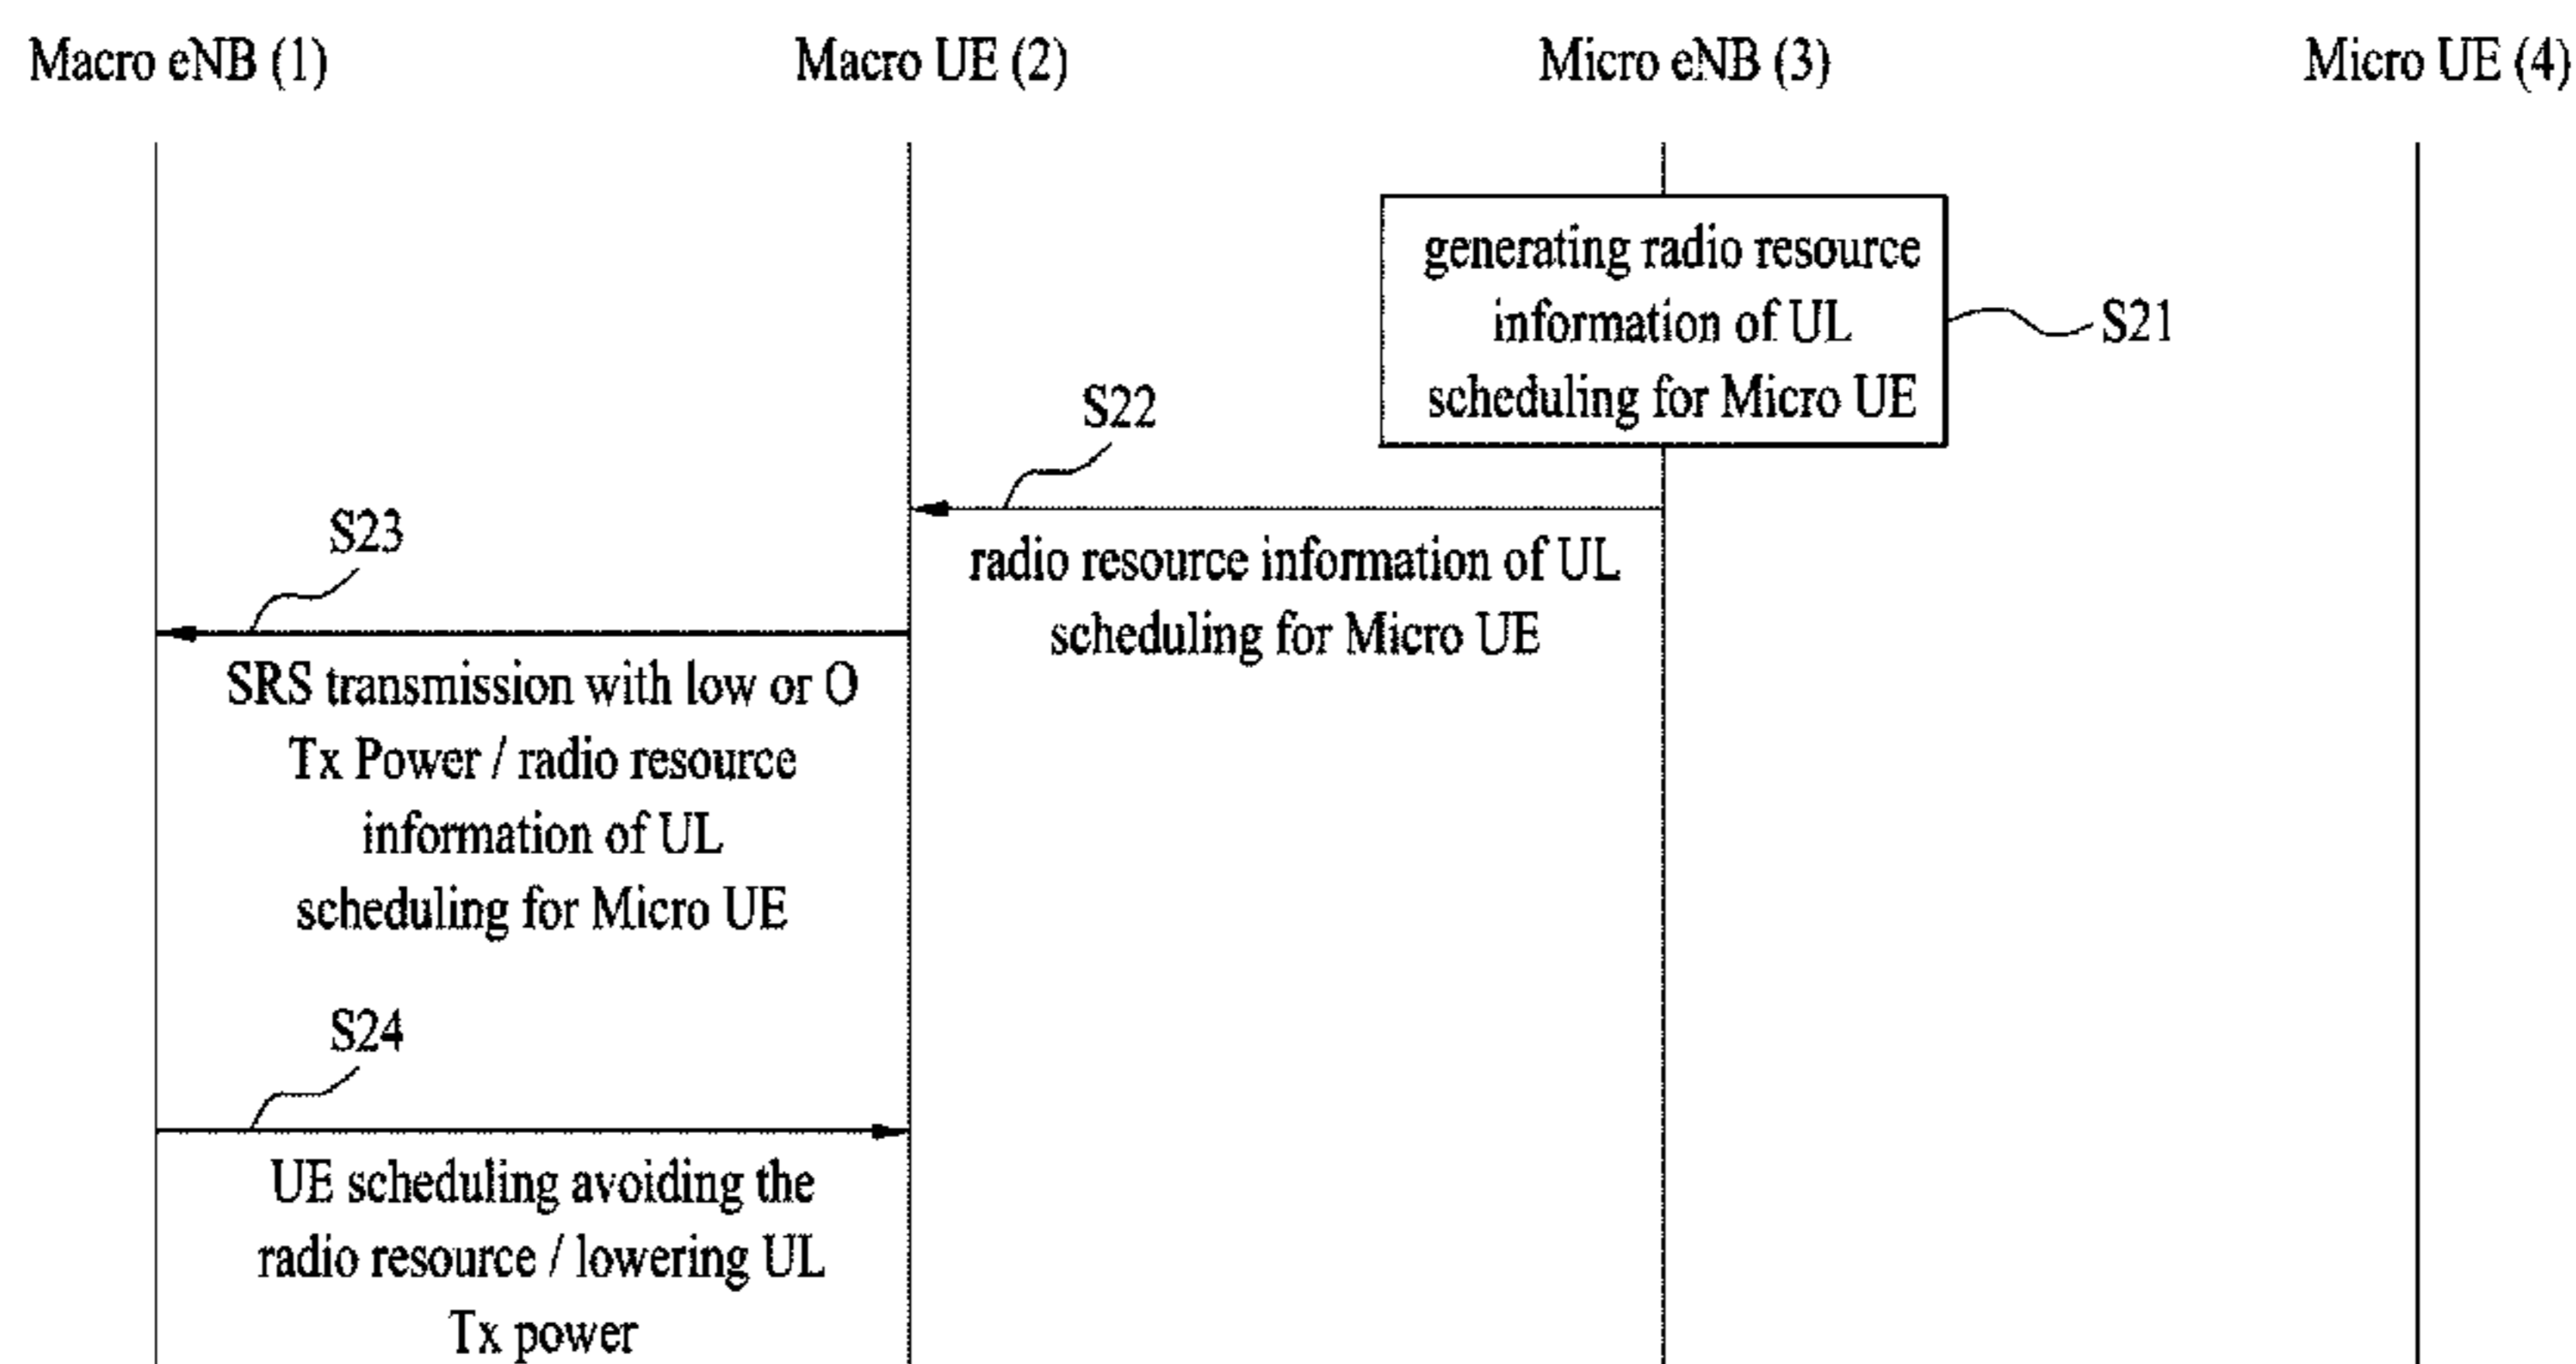 Macro eNB (1)
Macro UE (2)
Micro eNB (3)
Micro UE (4)
generating radio resource
information of UL
scheduling for Micro UE
S21
S22
radio resource information of UL
scheduling for Micro UE
S23
SRS transmission with low or O
Tx Power / radio resource
information of UL
scheduling for Micro UE
S24
UE scheduling avoiding the
radio resource / lowering UL
Tx power